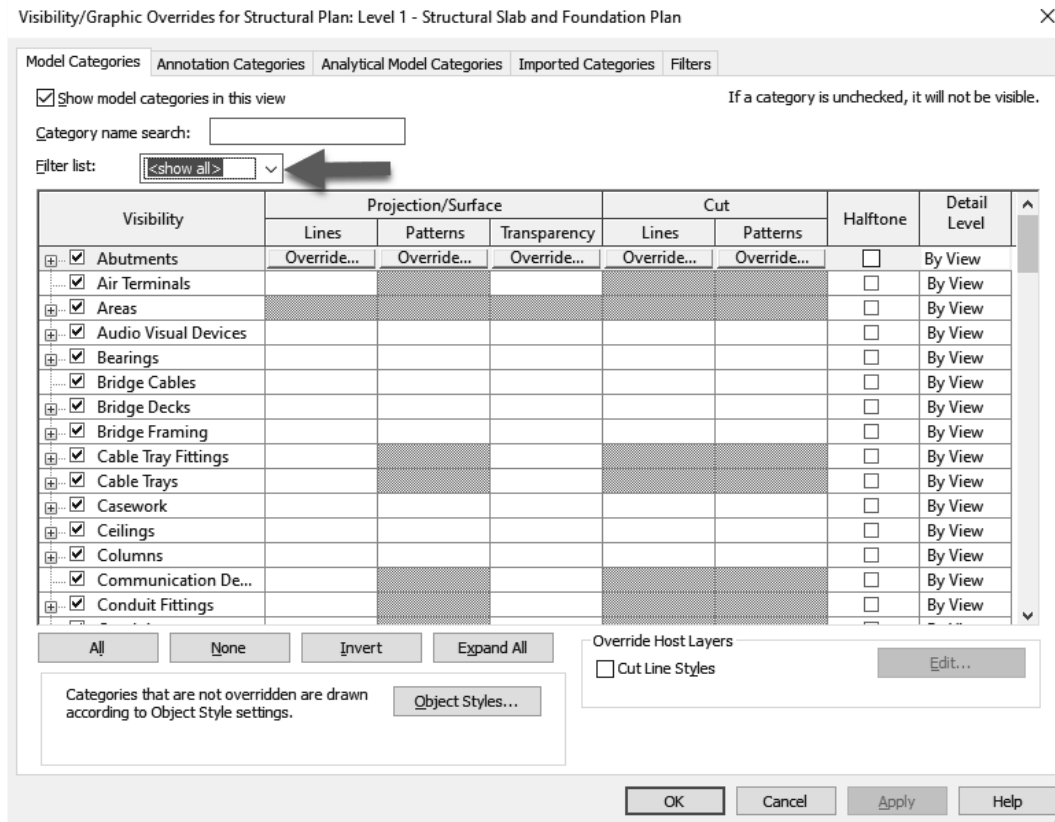 Visibility/Graphic Overrides for Structural Plan: Level 1 - Structural Slab and Foundation Plan
Model Categories Annotation Categories Analytical Model Categories Imported Categories Filters
Show model categories in this view If a category is unchecked, it will not be visible.
Category name search:
Filter list: <show all>
Visibility Projection/Surface Cut Halftone Detail Level
Lines Patterns Transparency Lines Patterns
Abutments Override... Override... Override... Override... Override... By View
Air Terminals By View
Areas By View
Audio Visual Devices By View
Bearings By View
Bridge Cables By View
Bridge Decks By View
Bridge Framing By View
Cable Tray Fittings By View
Cable Trays By View
Casework By View
Ceilings By View
Columns By View
Communication De... By View
Conduit Fittings By View
All None Invert Expand All Override Host Layers
Cut Line Styles Edit...
Categories that are not overridden are drawn
according to Object Style settings. Object Styles...
OK Cancel Apply Help